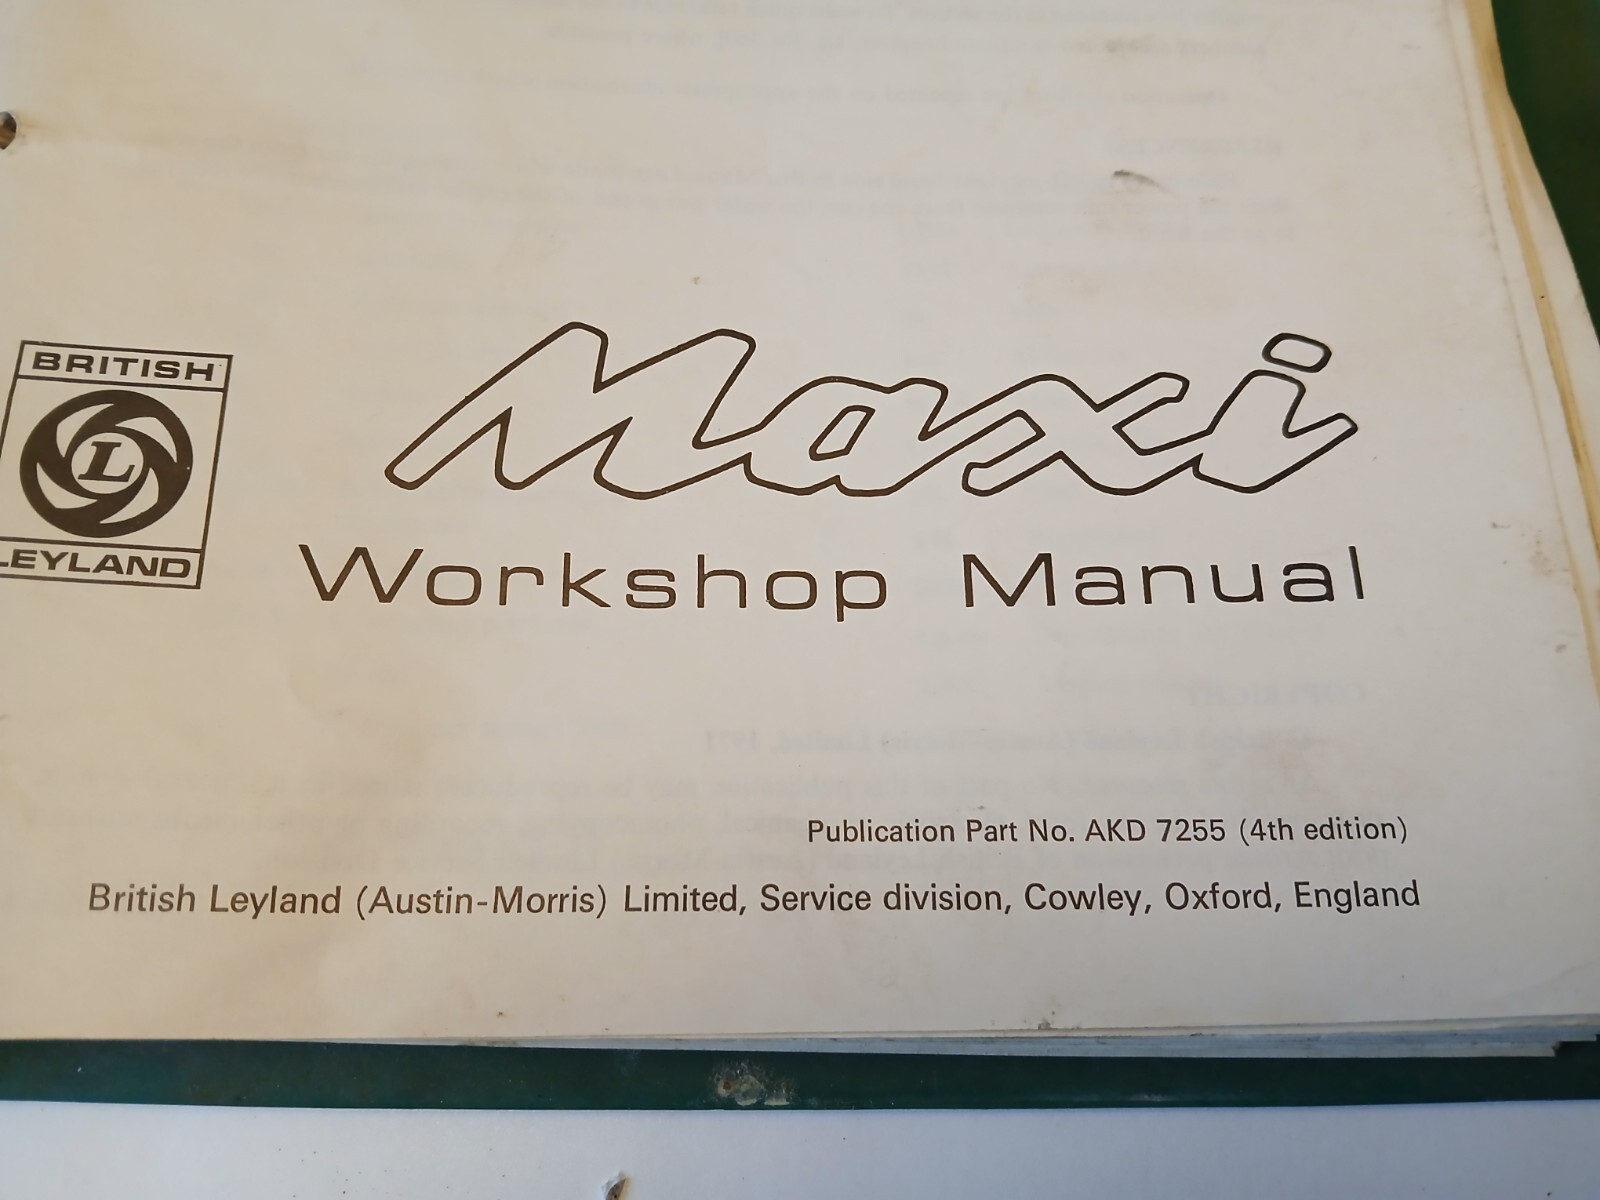 BRITISH
L
LEYLAND
Maxi
Workshop Manual
Publication Part No. AKD 7255 (4th edition)
British Leyland (Austin-Morris) Limited, Service division, Cowley, Oxford, England